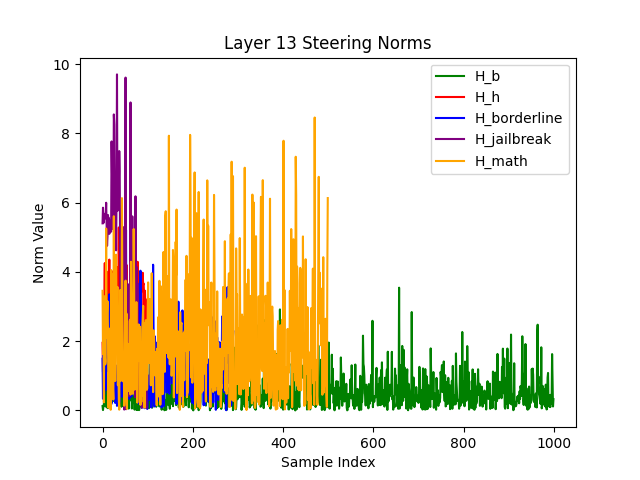 Layer 13 Steering Norms
10
8
6
4
2
0
Norm Value
H_b
H_h
H_borderline
H_jailbreak
H_math
0
200
400
600
800
1000
Sample Index